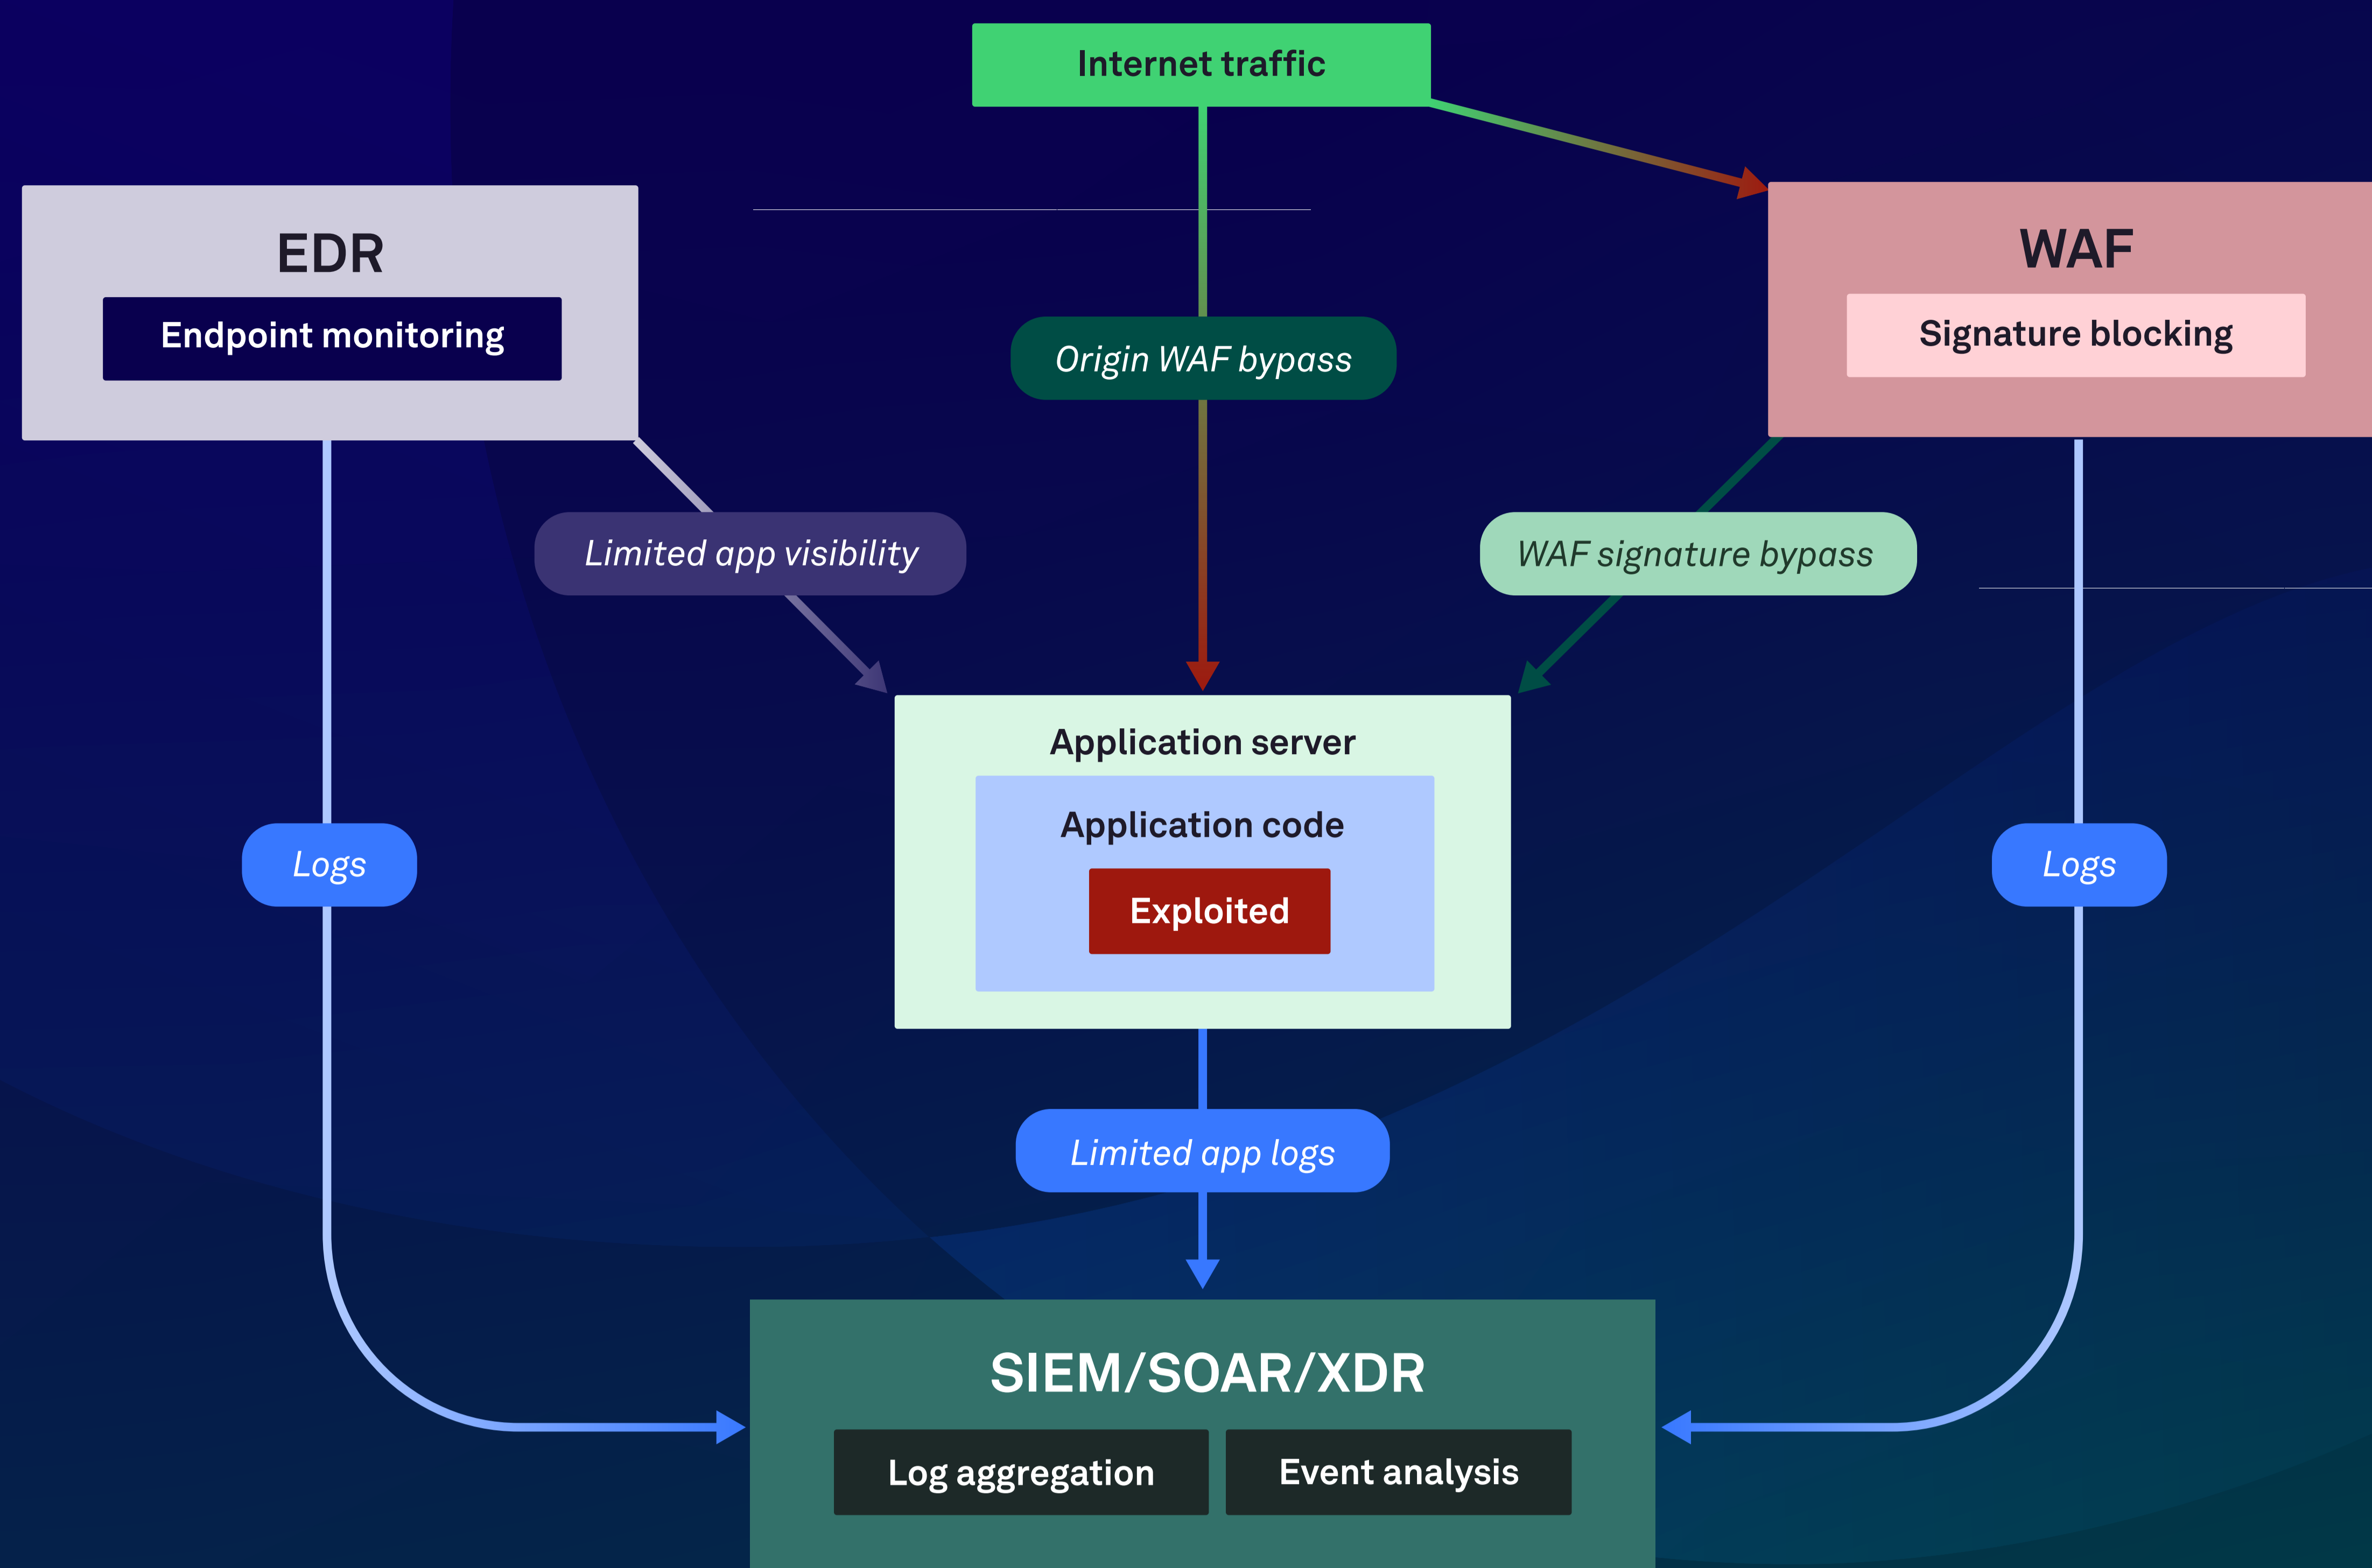 Internet traffic
EDR
Endpoint monitoring
WAF
Signature blocking
Origin WAF bypass
Limited app visibility
WAF signature bypass
Application server
Application code
Exploited
Logs
Logs
Limited app logs
SIEM/SOAR/XDR
Log aggregation
Event analysis